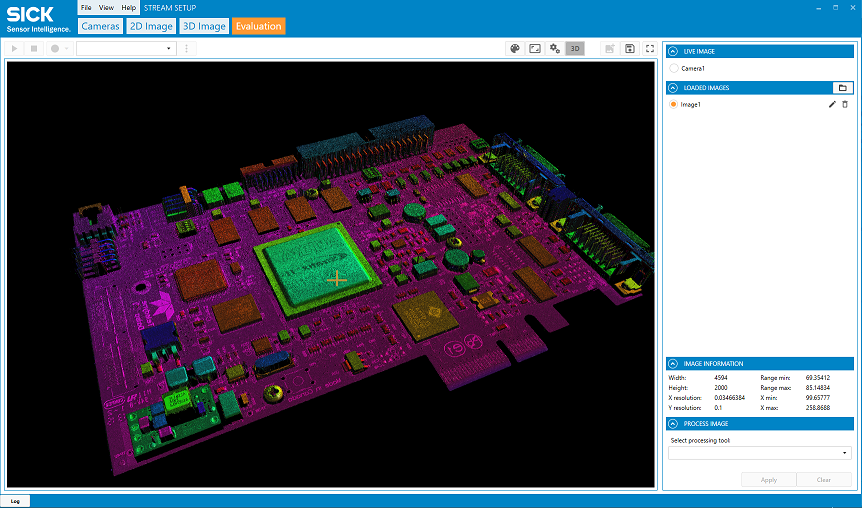 SICK
Sensor Intelligence.
File View Help STREAM SETUP
Cameras 2D Image 3D Image Evaluation
3D
LIVE IMAGE
Camera1
LOADED IMAGES
Image1
IMAGE INFORMATION
Width: 4594 Range min: 69.35412
Height: 2000 Range max: 85.14834
X resolution: 0.03466384 X min: 99.65777
Y resolution: 0.1 X max: 258.8688
PROCESS IMAGE
Select processing tool:
Apply Clear
Log